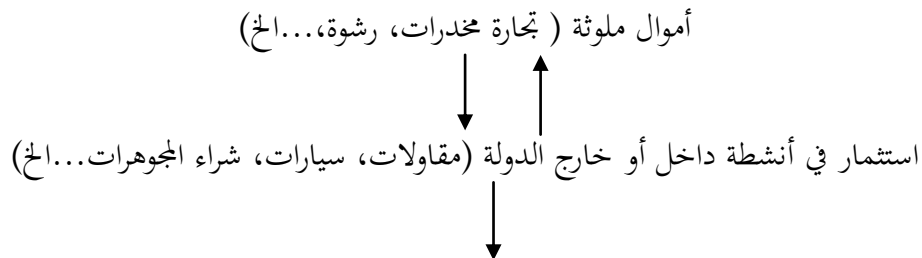 أموال ملوثة ( تجارة مخدرات، رشوة،...الخ)
استثمار في أنشطة داخل أو خارج الدولة (مقاولات، سيارات، شراء المجوهرات...الخ)